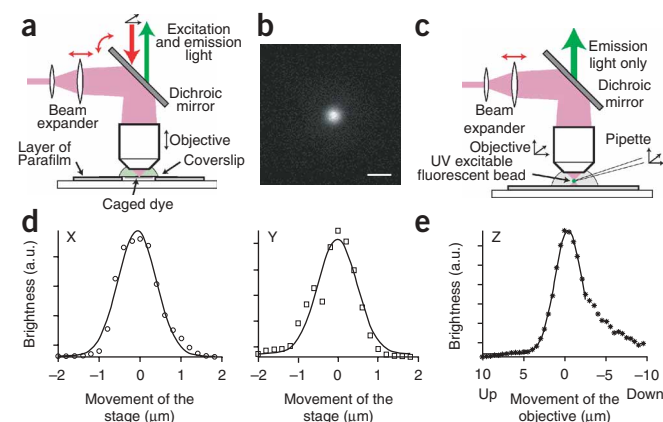 a
Excitation
and emission
light
Dichroic
mirror
Beam
expander
Objective
Layer of
Parafilm
Coverslip
Caged dye
b
c
Emission
light only
Dichroic
mirror
Beam
expander
Objective
Pipette
UV excitable
fluorescent bead
d
X
Brightness (a.u.)
–2 –1 0 1 2
Movement of the
stage (μm)
Y
–2 –1 0 1 2
Movement of the
stage (μm)
e
Z
Brightness (a.u.)
10 5 0 –5 –10
Up Movement of the Down
objective (μm)